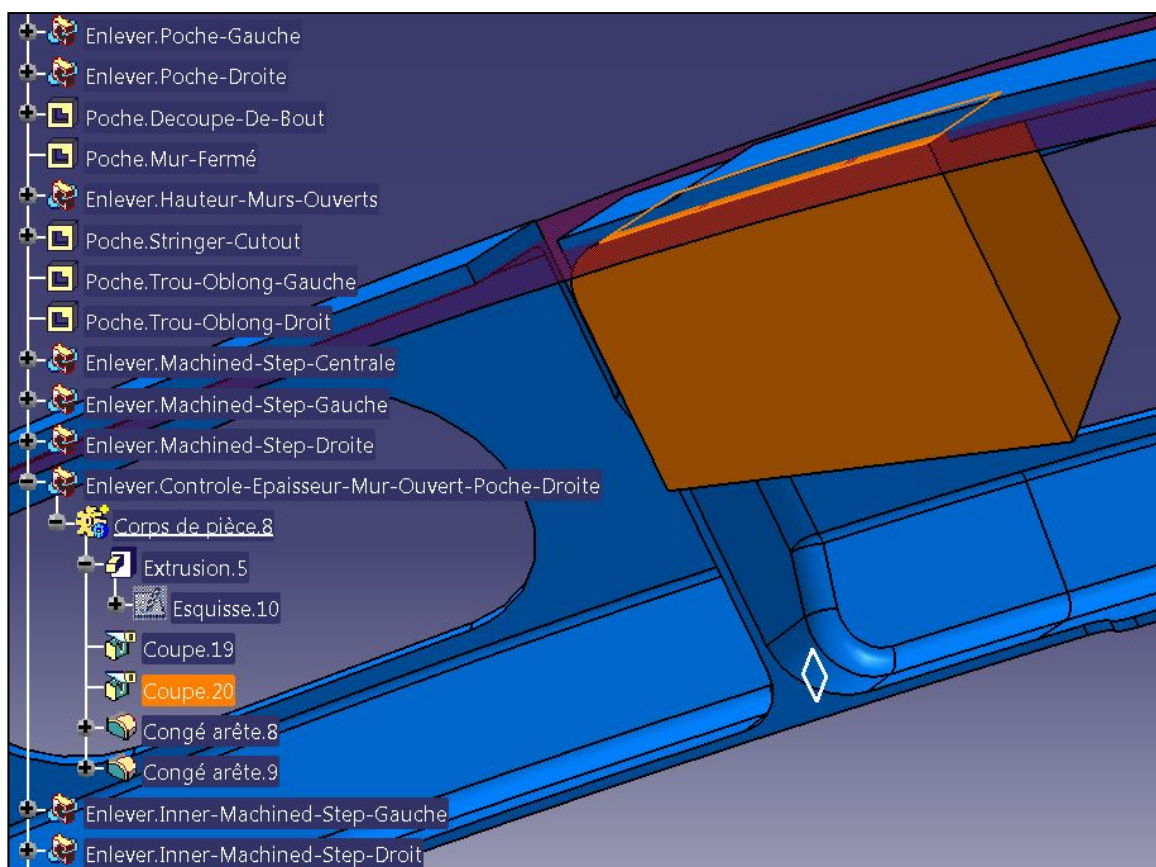 Enlever.Poche-Gauche
Enlever.Poche-Droite
Poche.Decoupe-De-Bout
Poche.Mur-Fermé
Enlever.Hauteur-Murs-Ouverts
Poche.Stringer-Cutout
Poche.Trou-Oblong-Gauche
Poche.Trou-Oblong-Droit
Enlever.Machined-Step-Centrale
Enlever.Machined-Step-Gauche
Enlever.Machined-Step-Droite
Enlever.Controle-Epaisseur-Mur-Ouvert-Poche-Droite
Corps de pièce.8
Extrusion.5
Esquisse.10
Coupe.19
Coupe.20
Congé arête.8
Congé arête.9
Enlever.Inner-Machined-Step-Gauche
Enlever.Inner-Machined-Step-Droit